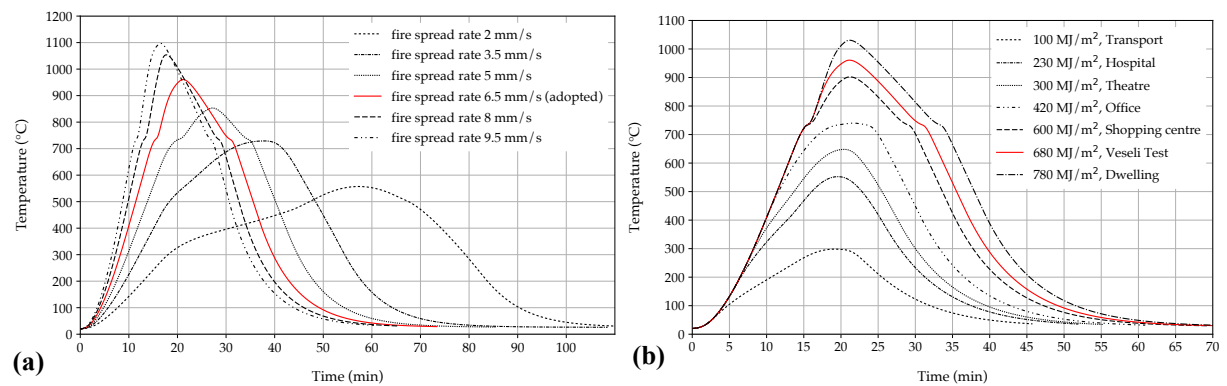 1200
1100
1000
900
800
700
600
500
400
300
200
100
0
Temperature (°C)
0 10 20 30 40 50 60 70 80 90 100
Time (min)
fire spread rate 2 mm/s
fire spread rate 3.5 mm/s
fire spread rate 5 mm/s
fire spread rate 6.5 mm/s (adopted)
fire spread rate 8 mm/s
fire spread rate 9.5 mm/s
(a)
1100
1000
900
800
700
600
500
400
300
200
100
0
Temperature (°C)
0 5 10 15 20 25 30 35 40 45 50 55 60 65 70
Time (min)
100 MJ/m², Transport
230 MJ/m², Hospital
300 MJ/m², Theatre
420 MJ/m², Office
600 MJ/m², Shopping centre
680 MJ/m², Veseli Test
780 MJ/m², Dwelling
(b)